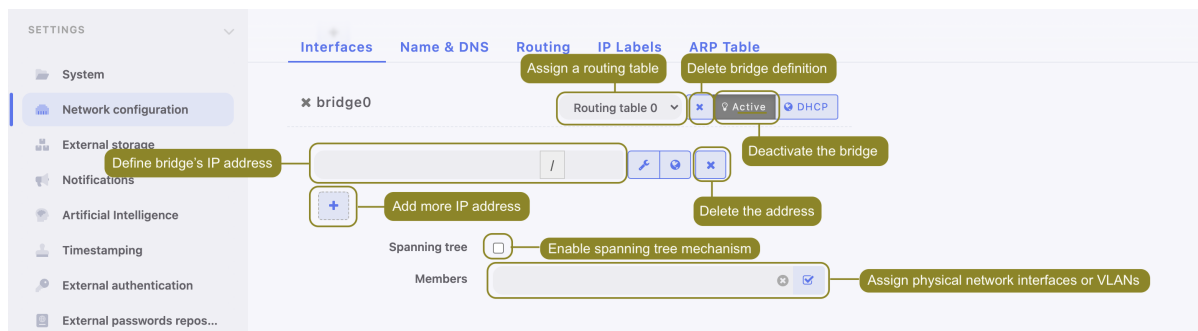 SETTINGS
System
Network configuration
External storage
Notifications
Artificial Intelligence
Timestamping
External authentication
External passwords repos...
Interfaces Name & DNS Routing IP Labels ARP Table
Assign a routing table Delete bridge definition
bridge0 Routing table 0 Active DHCP
Deactivate the bridge
Define bridge's IP address /
Add more IP address Delete the address
Spanning tree Enable spanning tree mechanism
Members Assign physical network interfaces or VLANs